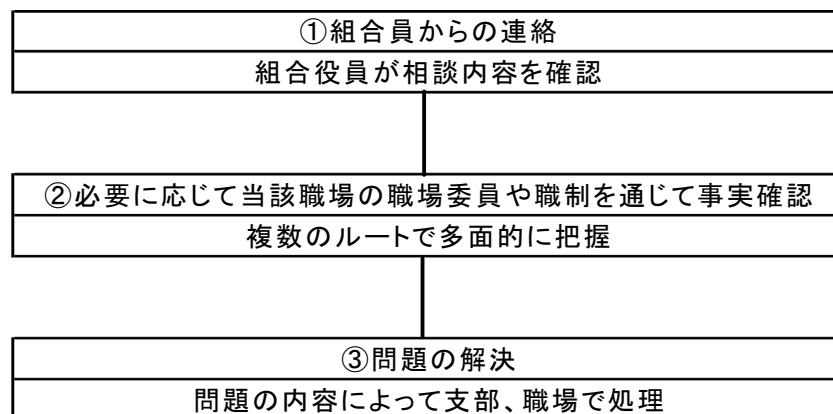 ①組合員からの連絡
組合役員が相談内容を確認
②必要に応じて当該職場の職場委員や職制を通じて事実確認
複数のルートで多面的に把握
③問題の解決
問題の内容によって支部、職場で処理